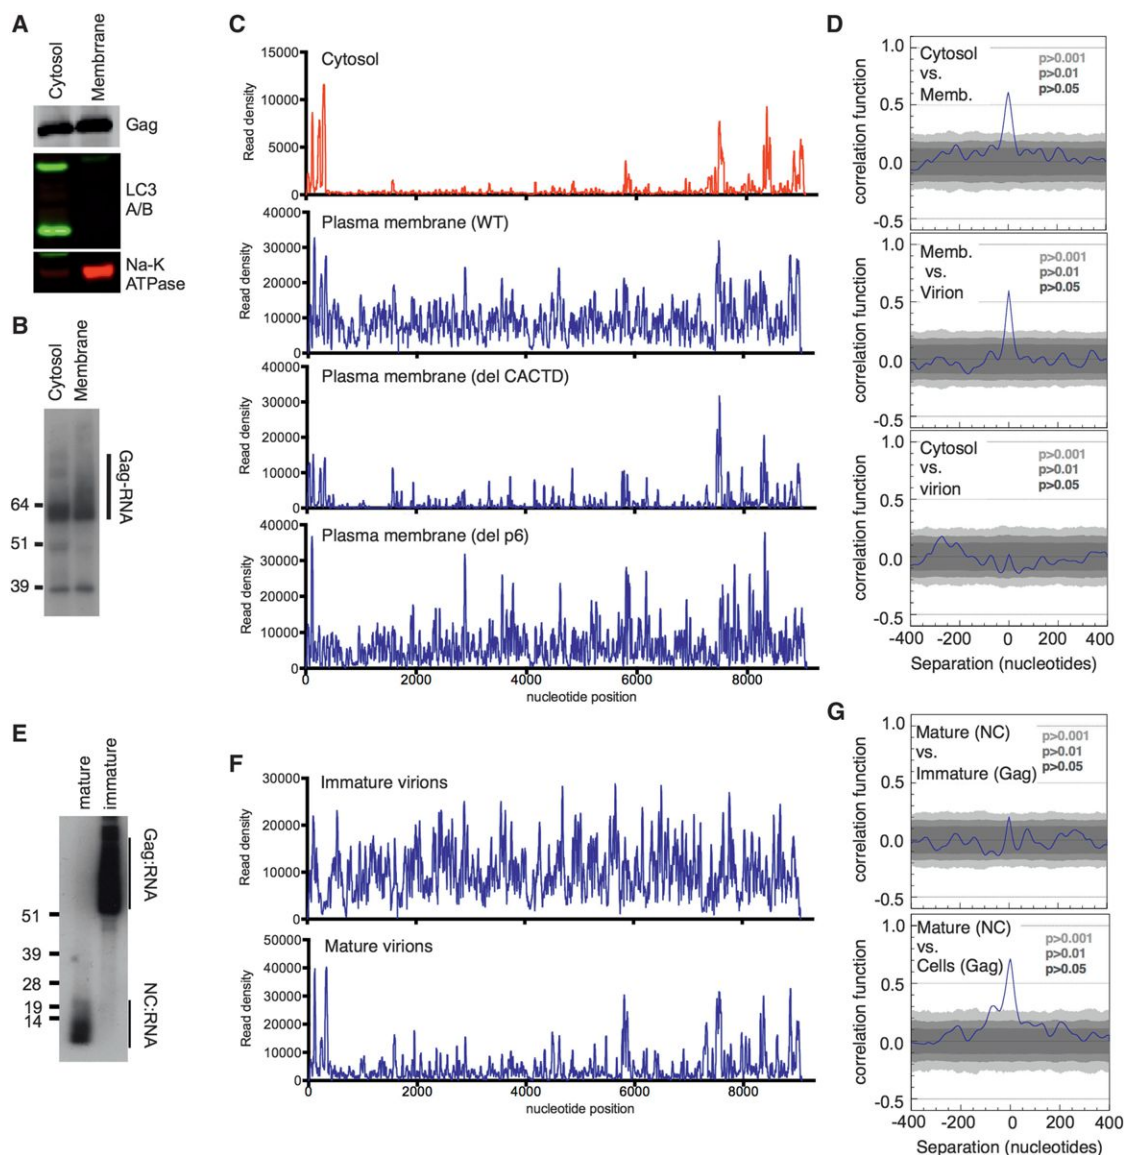 A
Cytosol
Membrrane
Gag
LC3
A/B
Na-K
ATPase
B
Cytosol
Membrane
Gag-RNA
64
51
39
C
Cytosol
Read density
15000
10000
5000
0
Plasma membrane (WT)
Read density
40000
30000
20000
10000
0
Plasma membrane (del CACTD)
Read density
40000
30000
20000
10000
0
Plasma membrane (del p6)
Read density
40000
30000
20000
10000
0
0 2000 4000 6000 8000
nucleotide position
D
Cytosol
vs.
Memb.
p>0.001
p>0.01
p>0.05
correlation function
1.0
0.5
0.0
-0.5
Memb.
vs.
Virion
p>0.001
p>0.01
p>0.05
correlation function
1.0
0.5
0.0
-0.5
Cytosol
vs.
virion
p>0.001
p>0.01
p>0.05
correlation function
1.0
0.5
0.0
-0.5
-400 -200 0 200 400
Separation (nucleotides)
E
mature
immature
Gag:RNA
NC:RNA
51
39
28
19
14
F
Immature virions
Read density
30000
20000
10000
0
Mature virions
Read density
50000
40000
30000
20000
10000
0
0 2000 4000 6000 8000
nucleotide position
G
Mature (NC)
vs.
Immature (Gag)
p>0.001
p>0.01
p>0.05
correlation function
1.0
0.5
0.0
-0.5
Mature (NC)
vs.
Cells (Gag)
p>0.001
p>0.01
p>0.05
correlation function
1.0
0.5
0.0
-0.5
-400 -200 0 200 400
Separation (nucleotides)